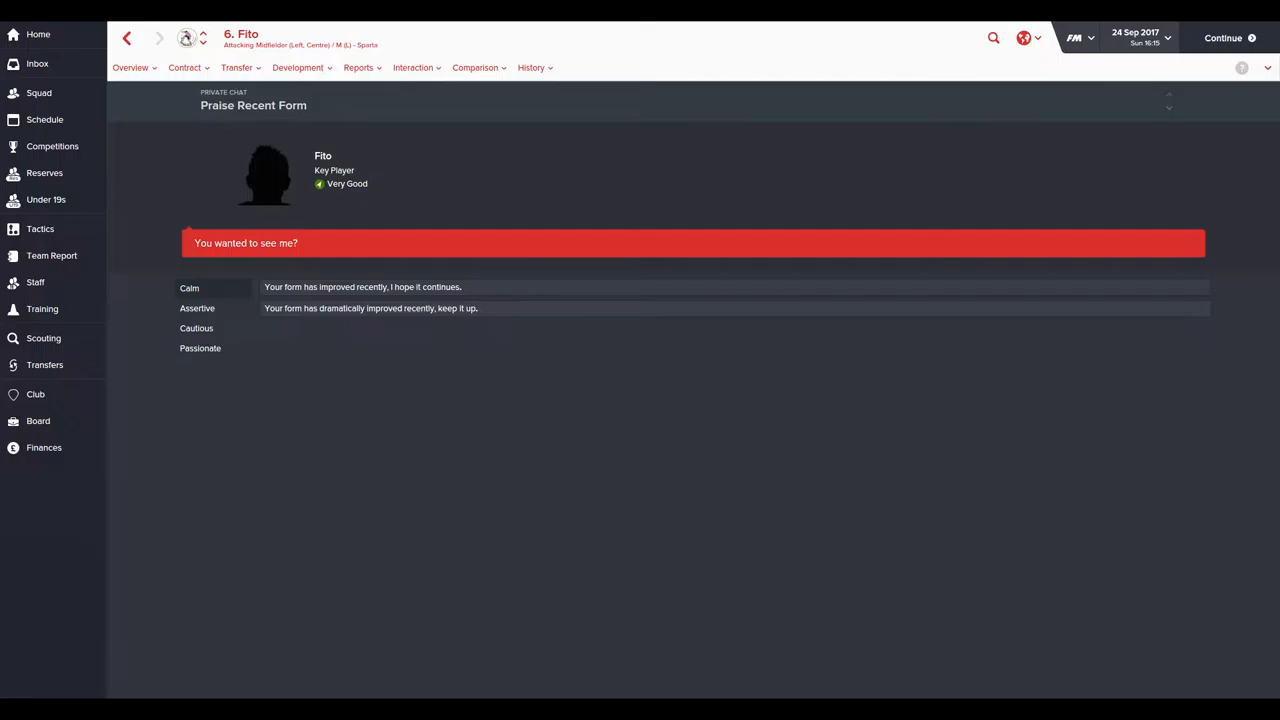 Home
Inbox
Squad
Schedule
Competitions
Reserves
Under 19s
Tactics
Team Report
Staff
Training
Scouting
Transfers
Club
Board
Finances
6. Fito
Attacking Midfielder (Left, Centre) / M (L) - Sparta
FM
24 Sep 2017
Sun 16:15
Continue
Overview
Contract
Transfer
Development
Reports
Interaction
Comparison
History
?
PRIVATE CHAT
Praise Recent Form
Fito
Key Player
Very Good
You wanted to see me?
Calm
Assertive
Cautious
Passionate
Your form has improved recently, I hope it continues.
Your form has dramatically improved recently, keep it up.